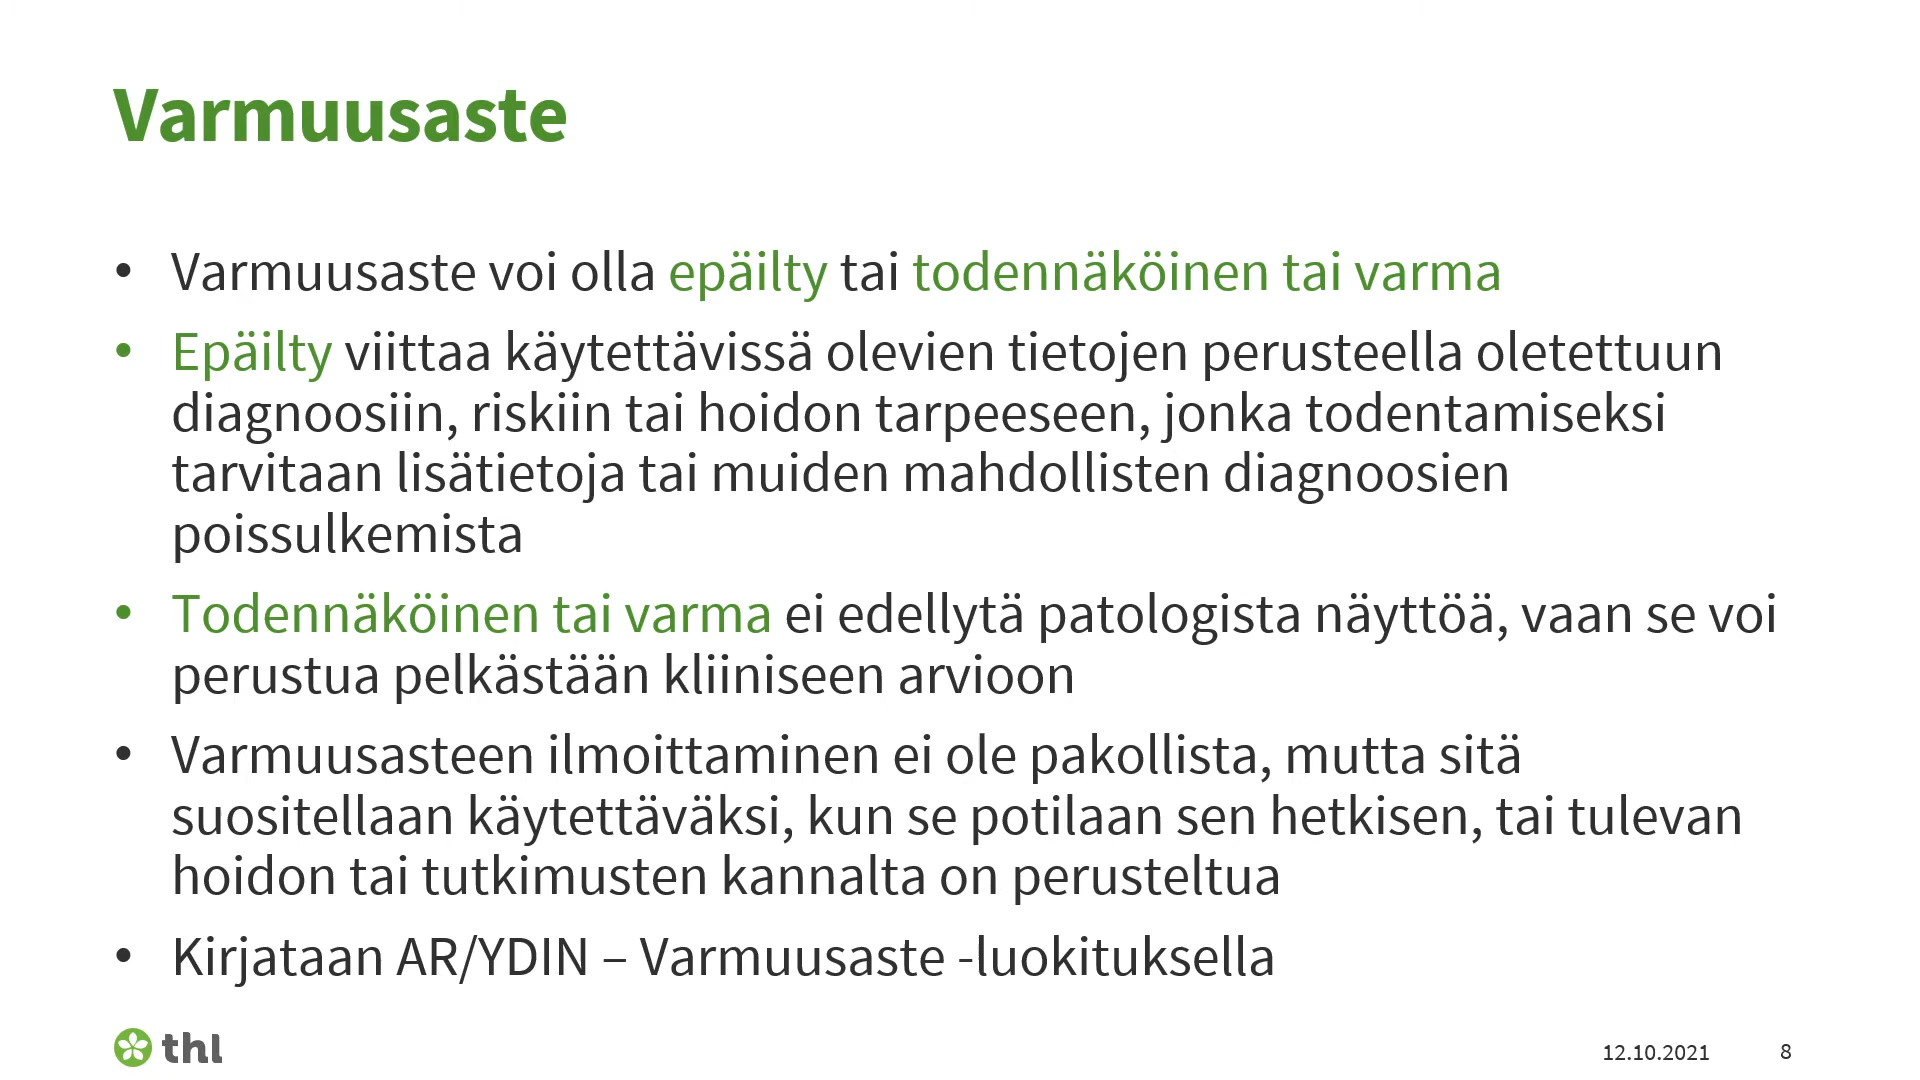 Varmuusaste
• Varmuusaste voi olla epäilty tai todennäköinen tai varma
• Epäilty viittaa käytettävissä olevien tietojen perusteella oletettuun
diagnoosiin, riskiin tai hoidon tarpeeseen, jonka todentamiseksi
tarvitaan lisätietoja tai muiden mahdollisten diagnoosien
poissulkemista
• Todennäköinen tai varma ei edellytä patologista näyttöä, vaan se voi
perustua pelkästään kliiniseen arvioon
• Varmuusasteen ilmoittaminen ei ole pakollista, mutta sitä
suositellaan käytettäväksi, kun se potilaan sen hetkisen, tai tulevan
hoidon tai tutkimusten kannalta on perusteltua
• Kirjataan AR/YDIN – Varmuusaste -luokituksella
thl
12.10.2021 8